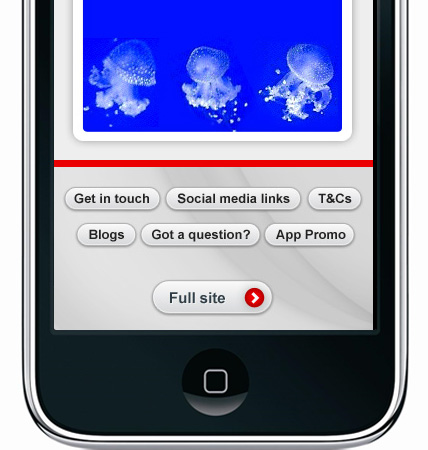 Get in touch Social media links T&Cs
Blogs Got a question? App Promo
Full site